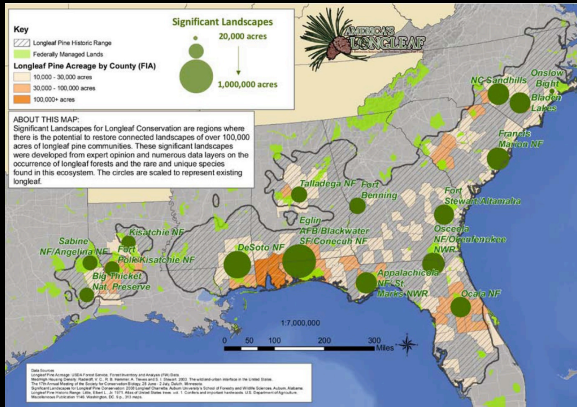 Key
Longleaf Pine Historic Range
Federally Managed Lands
Longleaf Pine Acreage by County (FIA)
10,000 - 30,000 acres
30,000 - 100,000 acres
100,000+ acres
Significant Landscapes
20,000 acres
1,000,000 acres
AMERICA'S
LONGLEAF
ABOUT THIS MAP:
Significant Landscapes for Longleaf Conservation are regions where
there is the potential to restore connected landscapes of over 100,000
acres of longleaf pine communities. These significant landscapes
were developed from expert opinion and numerous data layers on the
occurrence of longleaf forests and the rare and unique species
found in this ecosystem. The circles are scaled to represent existing
longleaf.
NC Sandhills
Onslow
Bight
Bladen
Lakes
Francis
Marion NF
Talladega NF
Fort
Benning
Fort
Stewart/Altamaha
Kisatchie NF
Sabine
NF/Angelina NF
Fort
Polk/Kisatchie NF
Big Thicket
Nat. Preserve
DeSoto NF
Eglin
AFB/Blackwater
SF/Conecuh NF
Osceola
NF/Okefenokee
NWR
Appalachicola
NF/St.
Marks NWR
Ocala NF
1:7,000,000
0 50 100 200 300 400
Miles
Data Sources